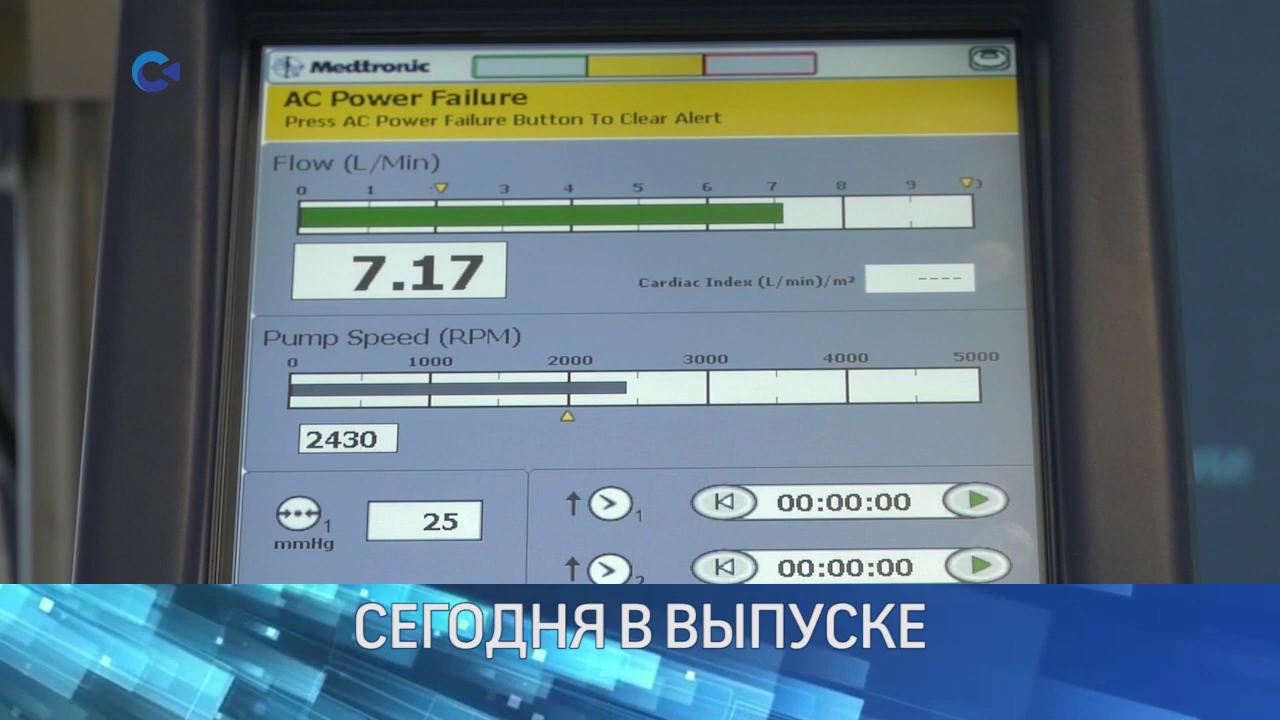 Medtronic
AC Power Failure
Press AC Power Failure Button To Clear Alert
Flow (L/Min)
0 1 3 4 5 6 7 8 9
7.17
Cardiac Index (L/min)/m² ----
Pump Speed (RPM)
0 1000 2000 3000 4000 5000
2430
1 25 1 00:00:00
mmHg
2 00:00:00
СЕГОДНЯ В ВЫПУСКЕ